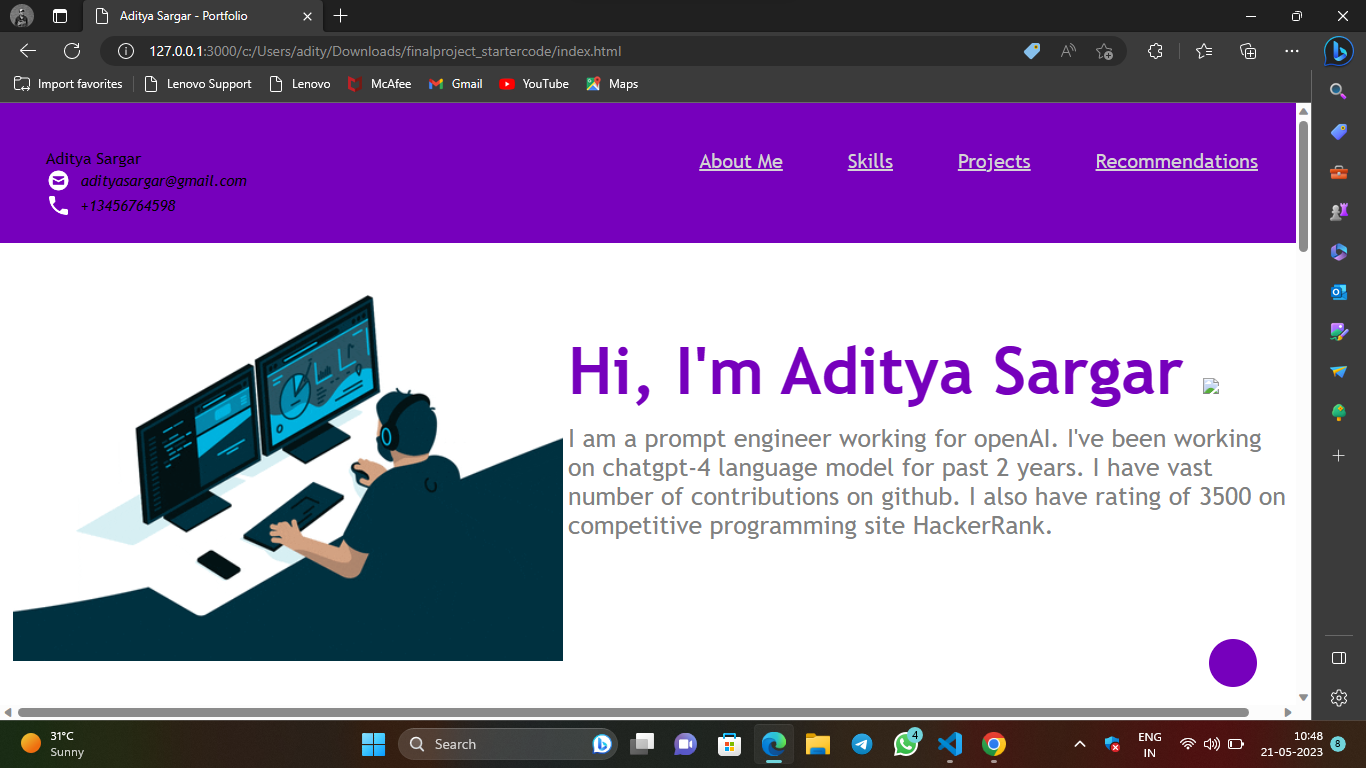 Aditya Sargar - Portfolio
127.0.0.1:3000/c:/Users/adity/Downloads/finalproject_startercode/index.html
Import favorites Lenovo Support Lenovo McAfee Gmail YouTube Maps
Aditya Sargar
adityasargar@gmail.com
+13456764598
About Me Skills Projects Recommendations
Hi, I'm Aditya Sargar
I am a prompt engineer working for openAI. I've been working
on chatgpt-4 language model for past 2 years. I have vast
number of contributions on github. I also have rating of 3500 on
competitive programming site HackerRank.
31°C
Sunny
Search
4
ENG
IN
10:48
21-05-2023
8